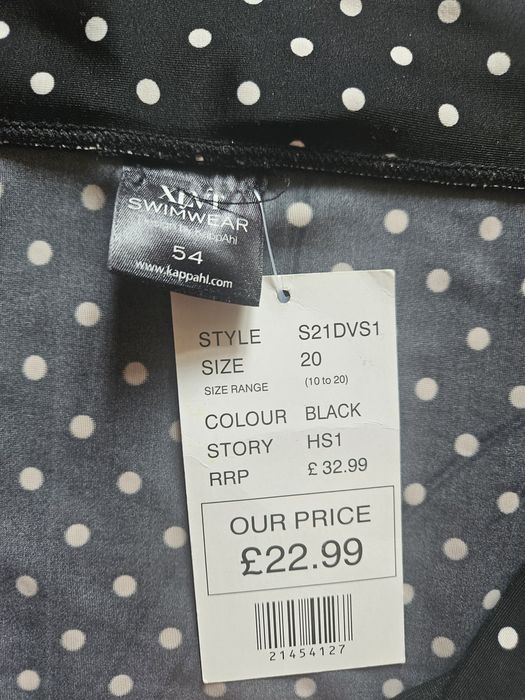 XLNT
SWIMWEAR
KappAhl
54
www.kappahl.com
STYLE S21DVS1
SIZE 20
SIZE RANGE (10 to 20)
COLOUR BLACK
STORY HS1
RRP £ 32.99
OUR PRICE
£22.99
21454127